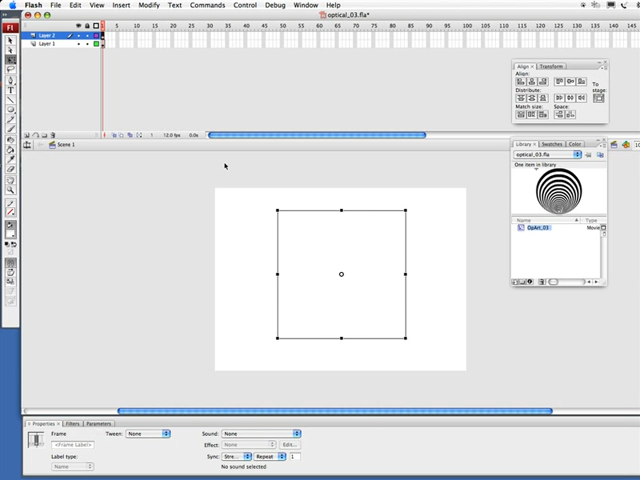 Flash File Edit View Insert Modify Text Commands Control Debug Window Help
optical_03.fla*
Layer 2
Layer 1
5 10 15 20 25 30 35 40 45 50 55 60 65 70 75 80 85 90 95 100 105 110 115 120 125 130 135 140 145
1 12.0 fps 0.0s
Scene 1
Fl
Align Transform
Align:
To stage:
Distribute:
Match size: Space:
Library Swatches Color
optical_03.fla
One item in library
Name Type
OpArt_03 Movie
Properties Filters Parameters
Frame Tween: None Sound: None
<Frame Label> Effect: None Edit...
Label type: Sync: Stre... Repeat 1
Name No sound selected